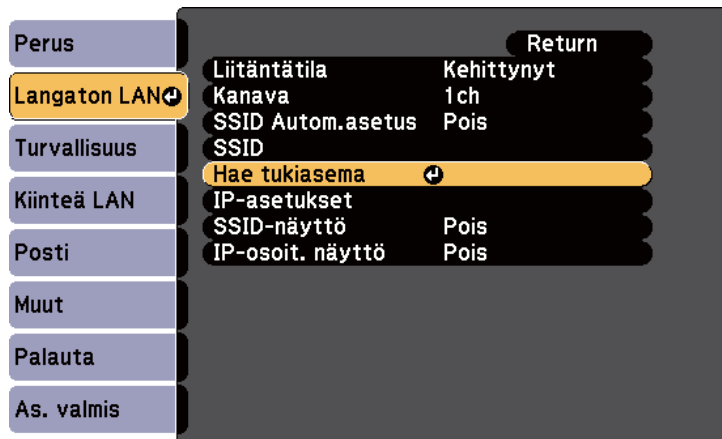 Perus
Langaton LAN
Turvallisuus
Kiinteä LAN
Posti
Muut
Palauta
As. valmis
Return
Liitäntätila Kehittynyt
Kanava 1ch
SSID Autom.asetus Pois
SSID
Hae tukiasema
IP-asetukset
SSID-näyttö Pois
IP-osoit. näyttö Pois